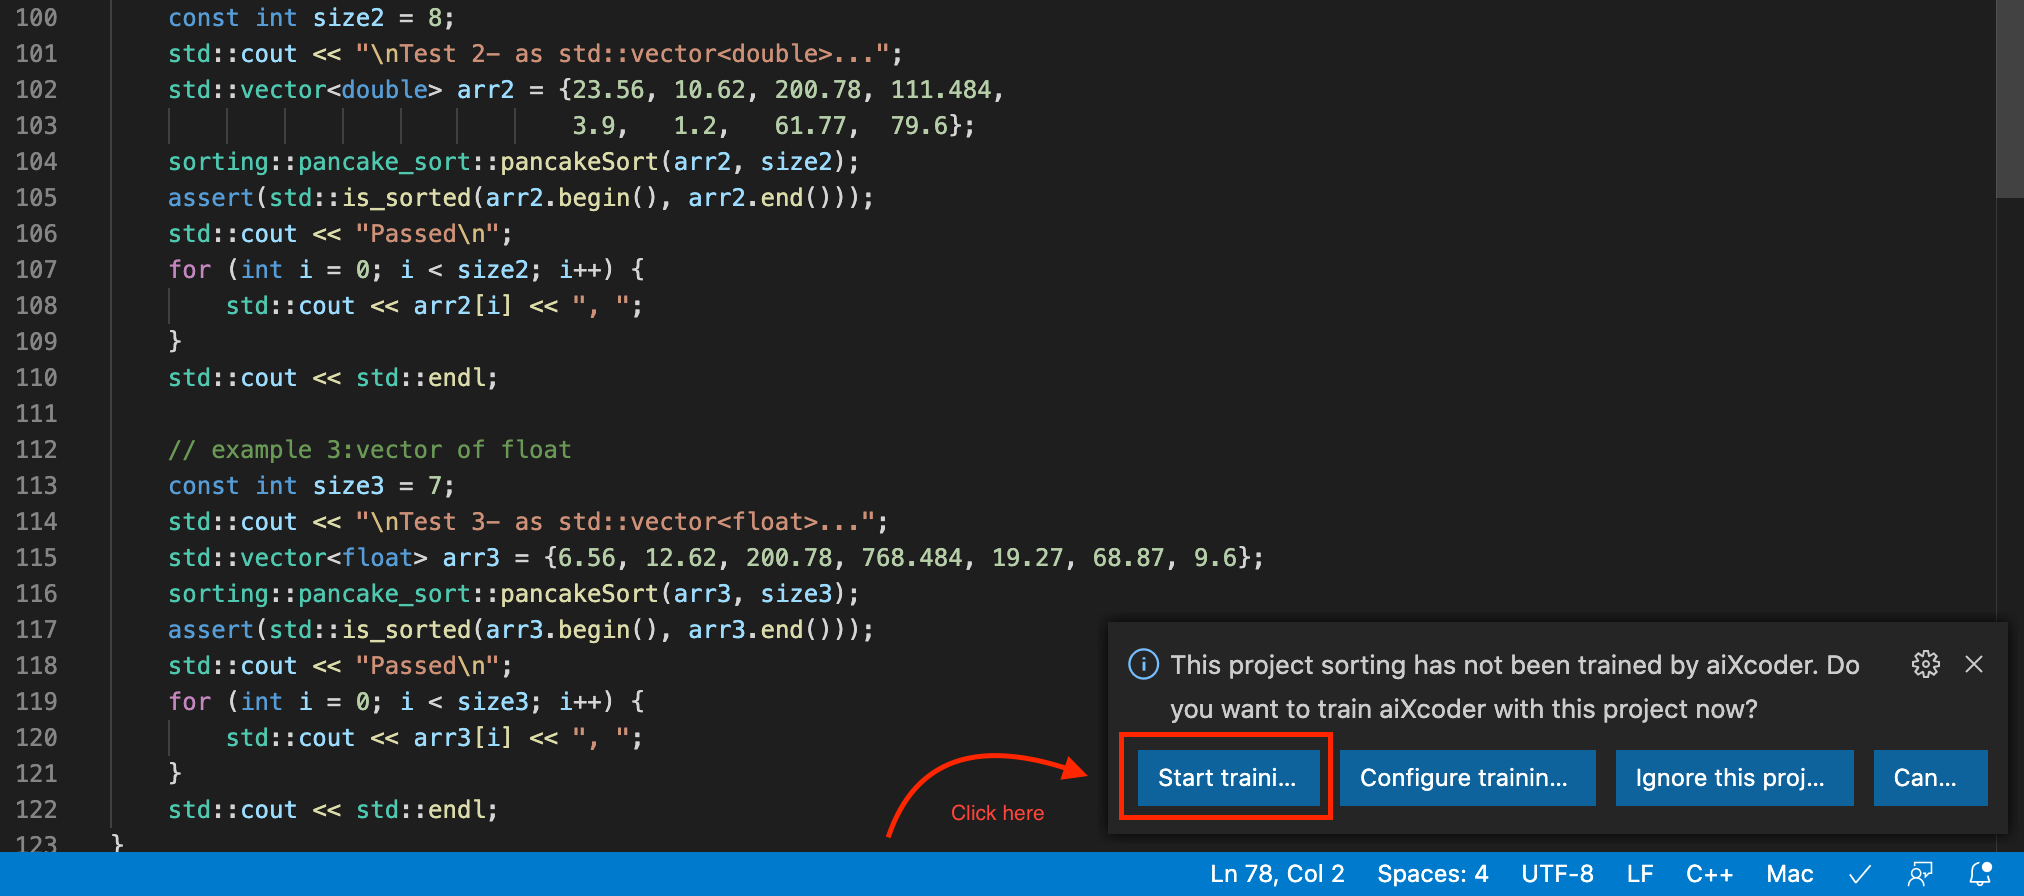 100 const int size2 = 8;
101 std::cout << "\nTest 2- as std::vector<double>...";
102 std::vector<double> arr2 = {23.56, 10.62, 200.78, 111.484,
103 3.9, 1.2, 61.77, 79.6};
104 sorting::pancake_sort::pancakeSort(arr2, size2);
105 assert(std::is_sorted(arr2.begin(), arr2.end()));
106 std::cout << "Passed\n";
107 for (int i = 0; i < size2; i++) {
108 std::cout << arr2[i] << ", ";
109 }
110 std::cout << std::endl;
111
112 // example 3:vector of float
113 const int size3 = 7;
114 std::cout << "\nTest 3- as std::vector<float>...";
115 std::vector<float> arr3 = {6.56, 12.62, 200.78, 768.484, 19.27, 68.87, 9.6};
116 sorting::pancake_sort::pancakeSort(arr3, size3);
117 assert(std::is_sorted(arr3.begin(), arr3.end()));
118 std::cout << "Passed\n";
119 for (int i = 0; i < size3; i++) {
120 std::cout << arr3[i] << ", ";
121 }
122 std::cout << std::endl;
123 }
This project sorting has not been trained by aiXcoder. Do
you want to train aiXcoder with this project now?
Start traini... Configure trainin... Ignore this proj... Can...
Click here
Ln 78, Col 2 Spaces: 4 UTF-8 LF C++ Mac